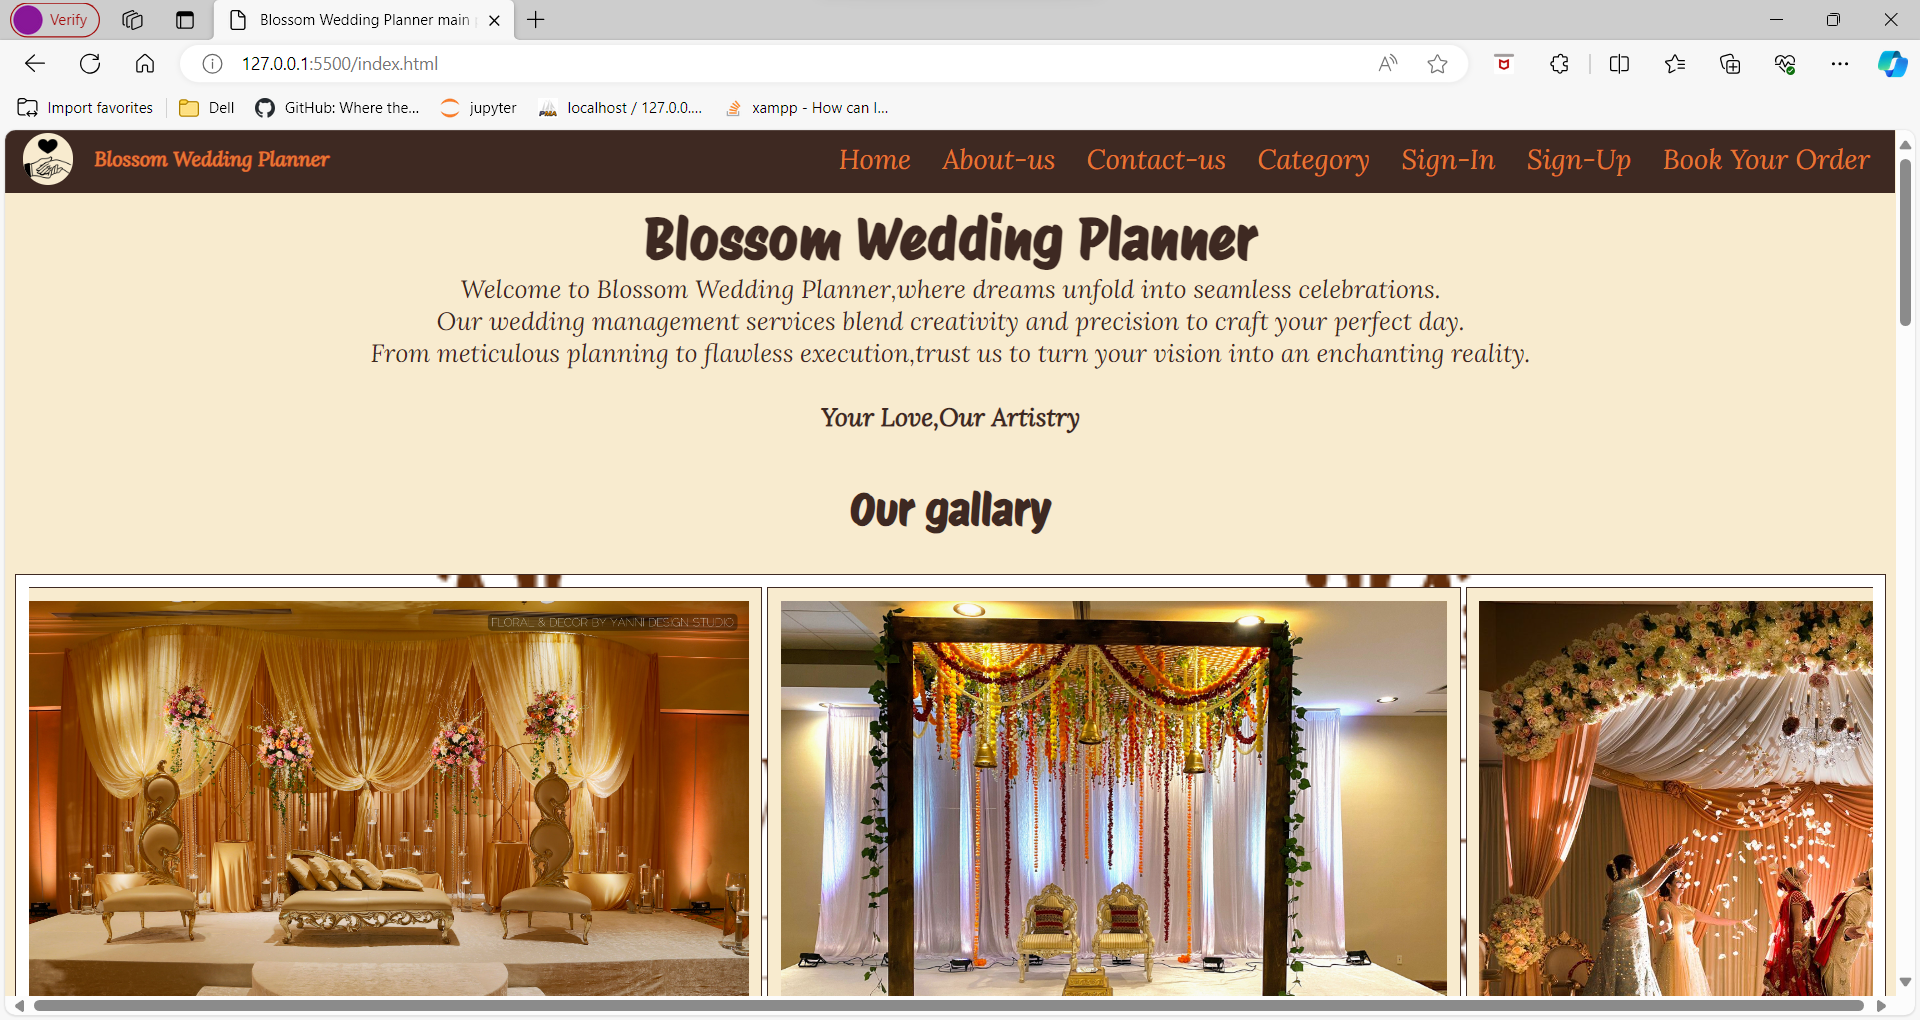 Verify
Blossom Wedding Planner main
127.0.0.1:5500/index.html
Import favorites
Dell
GitHub: Where the...
jupyter
localhost / 127.0.0....
xampp - How can I...
Blossom Wedding Planner
Home About-us Contact-us Category Sign-In Sign-Up Book Your Order
Blossom Wedding Planner
Welcome to Blossom Wedding Planner,where dreams unfold into seamless celebrations.
Our wedding management services blend creativity and precision to craft your perfect day.
From meticulous planning to flawless execution,trust us to turn your vision into an enchanting reality.
Your Love,Our Artistry
Our gallary
FLORAL & DECOR BY YANNI DESIGN STUDIO